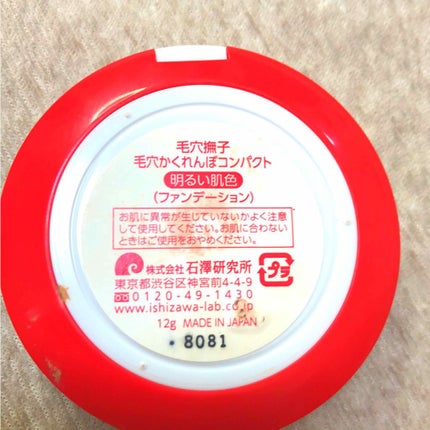 毛穴撫子
毛穴かくれんぼコンパクト
明るい肌色
(ファンデーション)
お肌に異常が生じていないかよく注意
して使用してください。お肌に合わない
ときはご使用をおやめください。
株式会社 石澤研究所 プラ
東京都渋谷区神宮前4-4-9
0120-49-1430
www.ishizawa-lab.co.jp
12g MADE IN JAPAN
8081